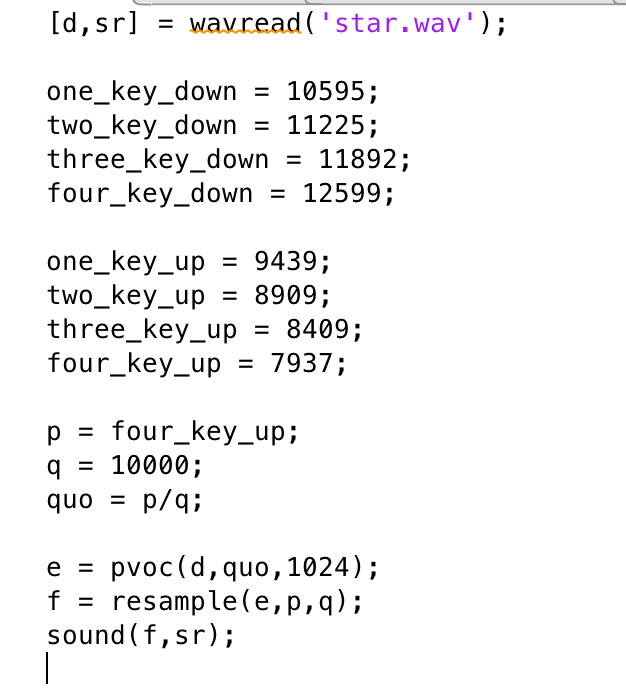 [d,sr] = wavread('star.wav');
one_key_down = 10595;
two_key_down = 11225;
three_key_down = 11892;
four_key_down = 12599;
one_key_up = 9439;
two_key_up = 8909;
three_key_up = 8409;
four_key_up = 7937;
p = four_key_up;
q = 10000;
quo = p/q;
e = pvoc(d,quo,1024);
f = resample(e,p,q);
sound(f,sr);